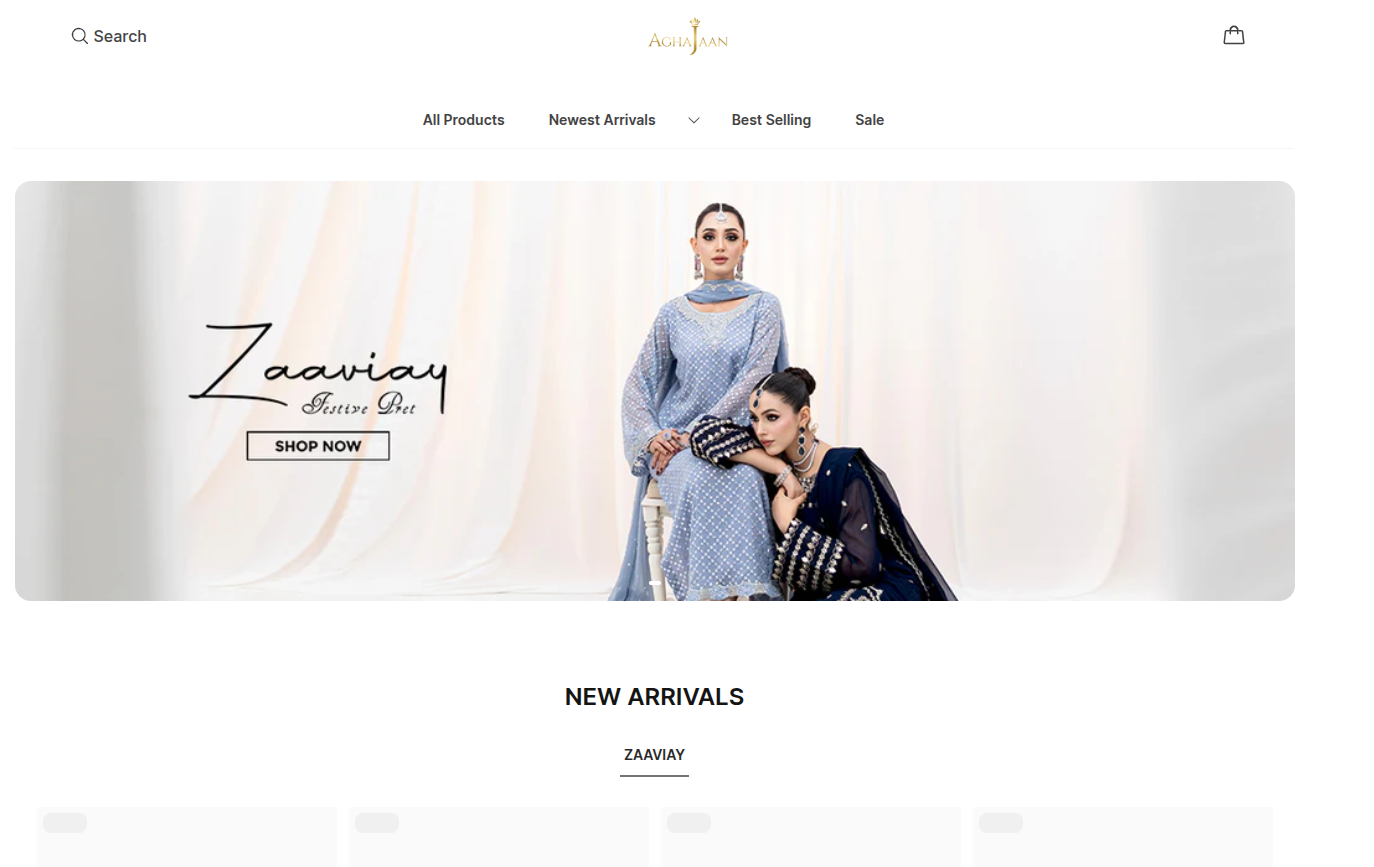 Search
AGHAJAAN
All Products Newest Arrivals Best Selling Sale
Zaaviay
Festive Pret
SHOP NOW
NEW ARRIVALS
ZAAVIAY